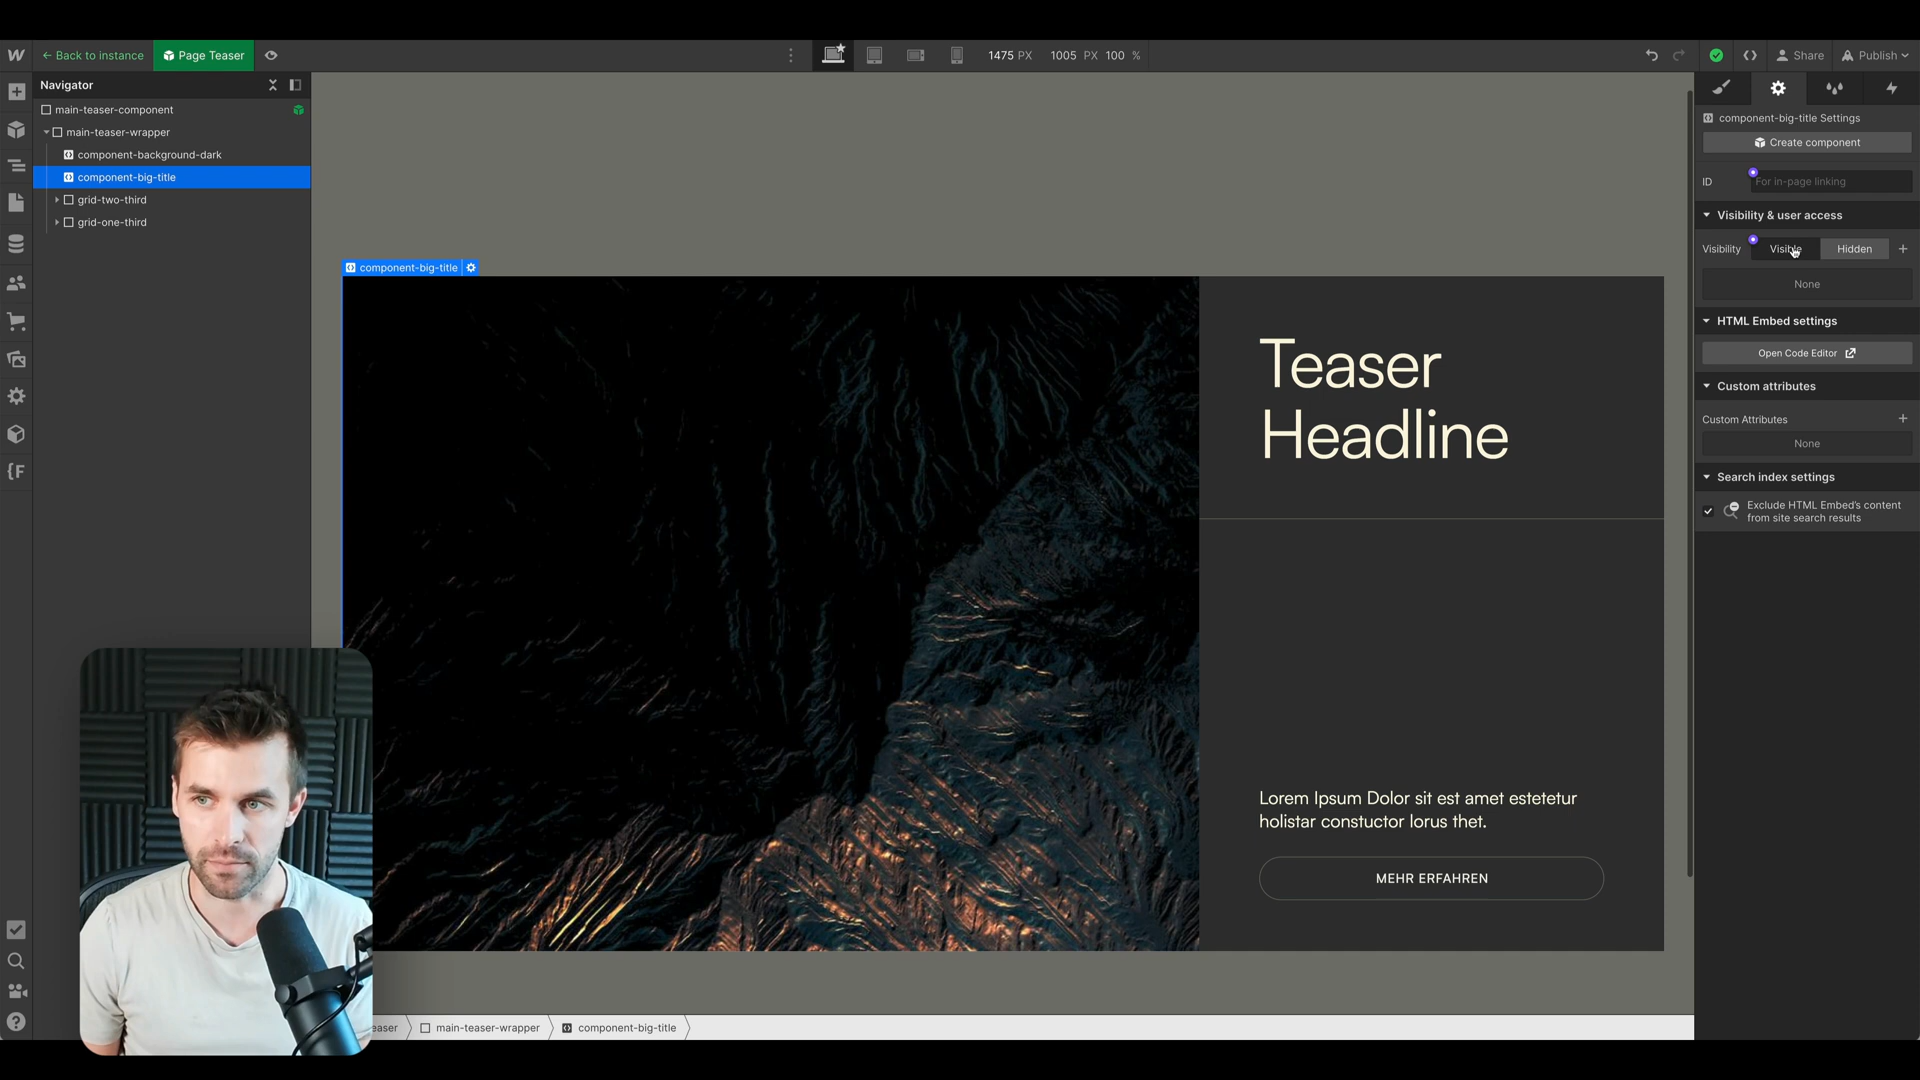 Back to instance
Page Teaser
1475 PX 1005 PX 100 %
Share
Publish
Navigator
main-teaser-component
main-teaser-wrapper
component-background-dark
component-big-title
grid-two-third
grid-one-third
component-big-title
Teaser
Headline
Lorem Ipsum Dolor sit est amet estetetur
holistar constuctor lorus thet.
MEHR ERFAHREN
easer
main-teaser-wrapper
component-big-title
component-big-title Settings
Create component
ID
For in-page linking
Visibility & user access
Visibility
Visible
Hidden
None
HTML Embed settings
Open Code Editor
Custom attributes
Custom Attributes
None
Search index settings
Exclude HTML Embed's content
from site search results